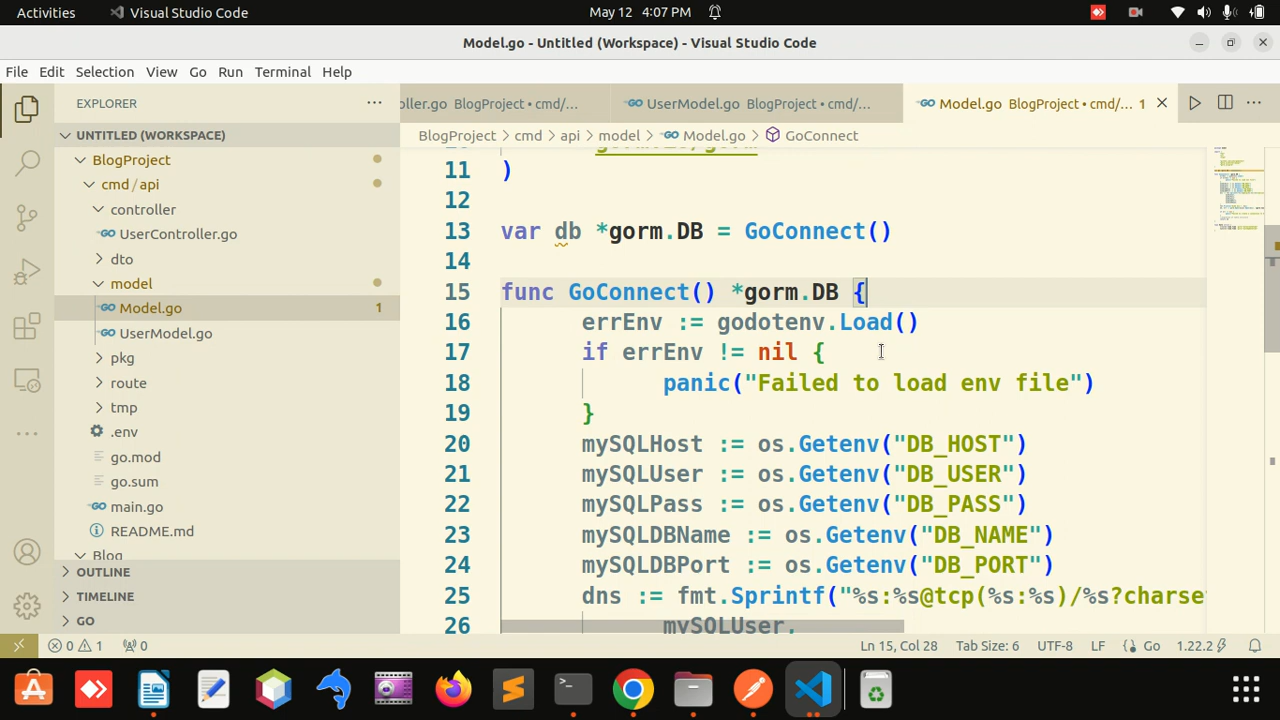 Activities
Visual Studio Code
May 12 4:07 PM
Model.go - Untitled (Workspace) - Visual Studio Code
File Edit Selection View Go Run Terminal Help
EXPLORER
UNTITLED (WORKSPACE)
BlogProject
cmd / api
controller
UserController.go
dto
model
Model.go 1
UserModel.go
pkg
route
tmp
.env
go.mod
go.sum
main.go
README.md
Blog
OUTLINE
TIMELINE
GO
oller.go BlogProject • cmd/...
UserModel.go BlogProject • cmd/...
Model.go BlogProject • cmd/... 1
BlogProject > cmd > api > model > Model.go > GoConnect
11 )
12
13 var db *gorm.DB = GoConnect()
14
15 func GoConnect() *gorm.DB {
16 errEnv := godotenv.Load()
17 if errEnv != nil {
18 panic("Failed to load env file")
19 }
20 mySQLHost := os.Getenv("DB_HOST")
21 mySQLUser := os.Getenv("DB_USER")
22 mySQLPass := os.Getenv("DB_PASS")
23 mySQLDBName := os.Getenv("DB_NAME")
24 mySQLDBPort := os.Getenv("DB_PORT")
25 dns := fmt.Sprintf("%s:%s@tcp(%s:%s)/%s?charse
26 mySQLUser,
0 1 0
Ln 15, Col 28 Tab Size: 6 UTF-8 LF Go 1.22.2